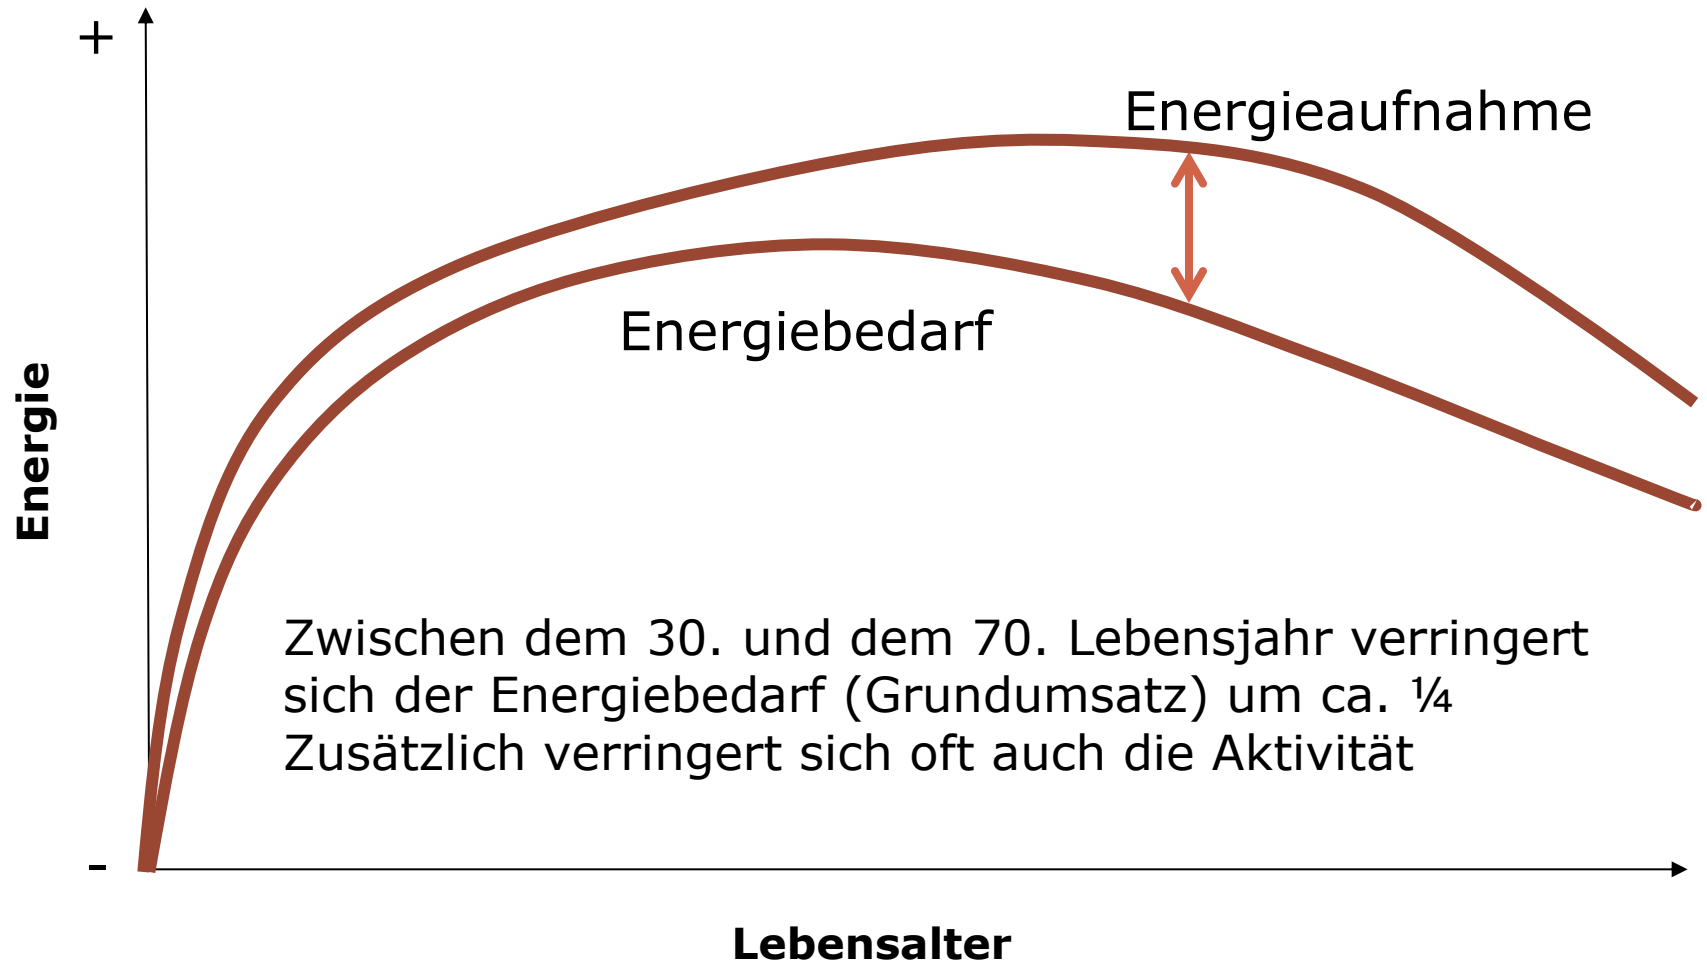 +
Energieaufnahme
Energiebedarf
Energie
Zwischen dem 30. und dem 70. Lebensjahr verringert
sich der Energiebedarf (Grundumsatz) um ca. ¼
Zusätzlich verringert sich oft auch die Aktivität
-
Lebensalter